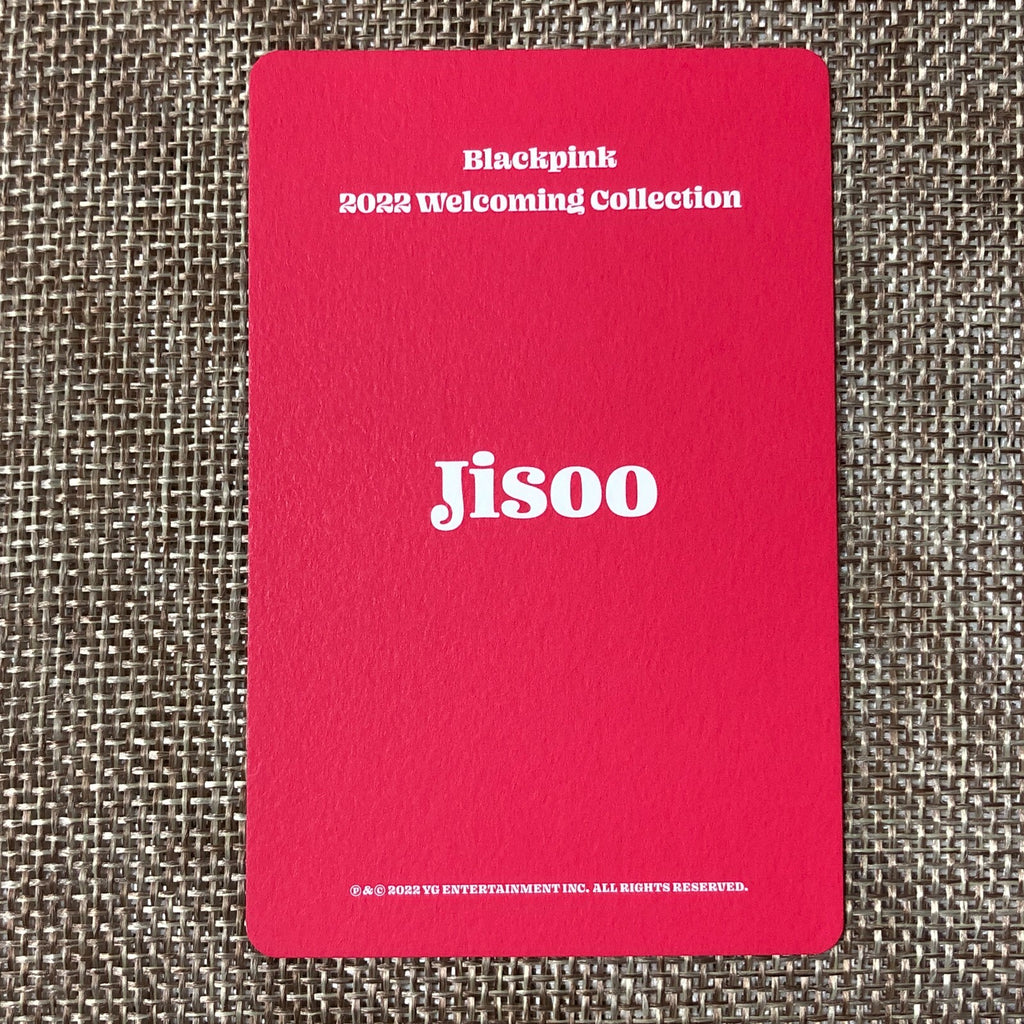 Blackpink
2022 Welcoming Collection
Jisoo
℗ & © 2022 YG ENTERTAINMENT INC. ALL RIGHTS RESERVED.